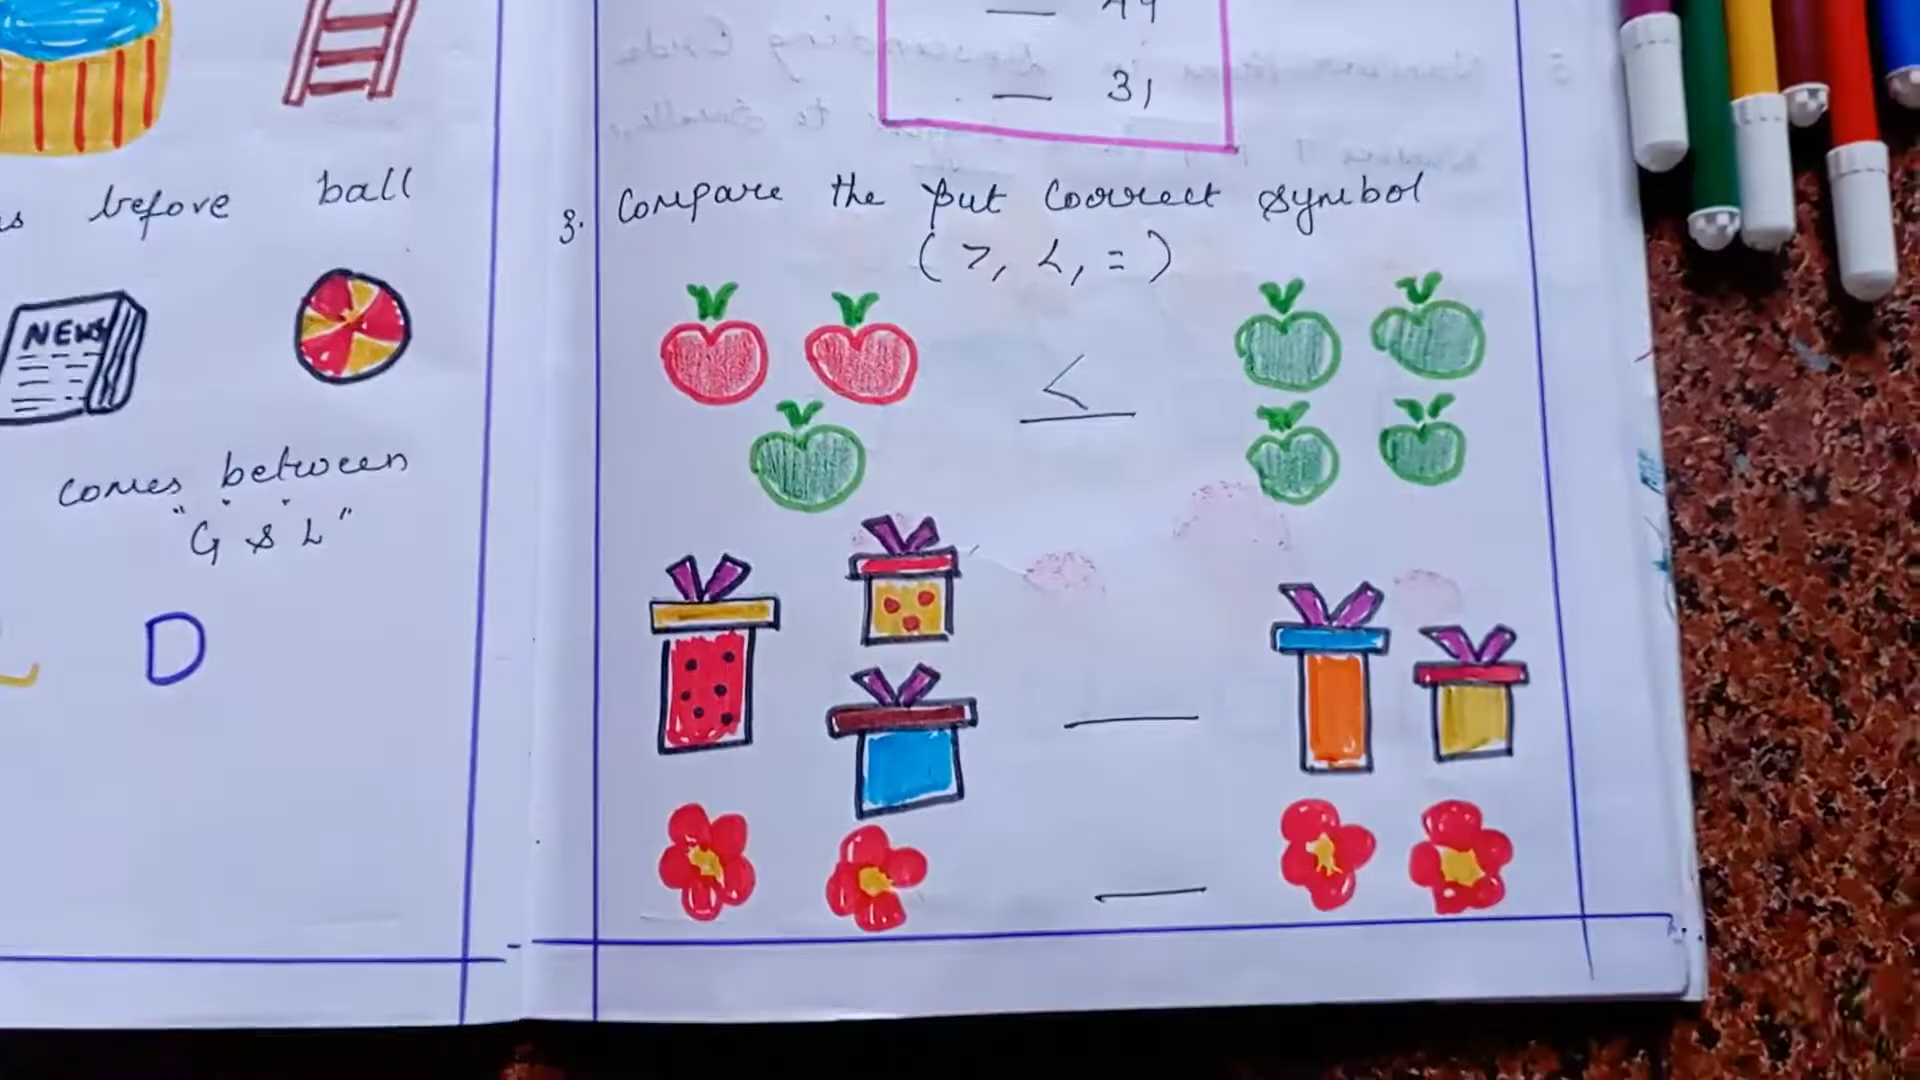 before ball
NEWS
comes between
"G & L"
D
— 31
3. Compare the put correct symbol
( >, <, = )
<